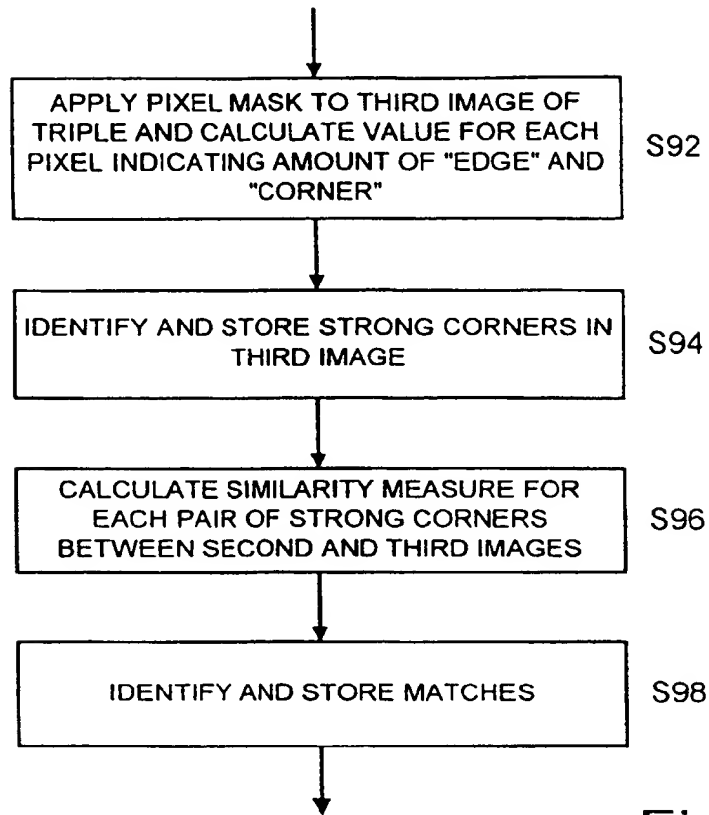 APPLY PIXEL MASK TO THIRD IMAGE OF
TRIPLE AND CALCULATE VALUE FOR EACH
PIXEL INDICATING AMOUNT OF "EDGE" AND
"CORNER"
S92
IDENTIFY AND STORE STRONG CORNERS IN
THIRD IMAGE
S94
CALCULATE SIMILARITY MEASURE FOR
EACH PAIR OF STRONG CORNERS
BETWEEN SECOND AND THIRD IMAGES
S96
IDENTIFY AND STORE MATCHES
S98